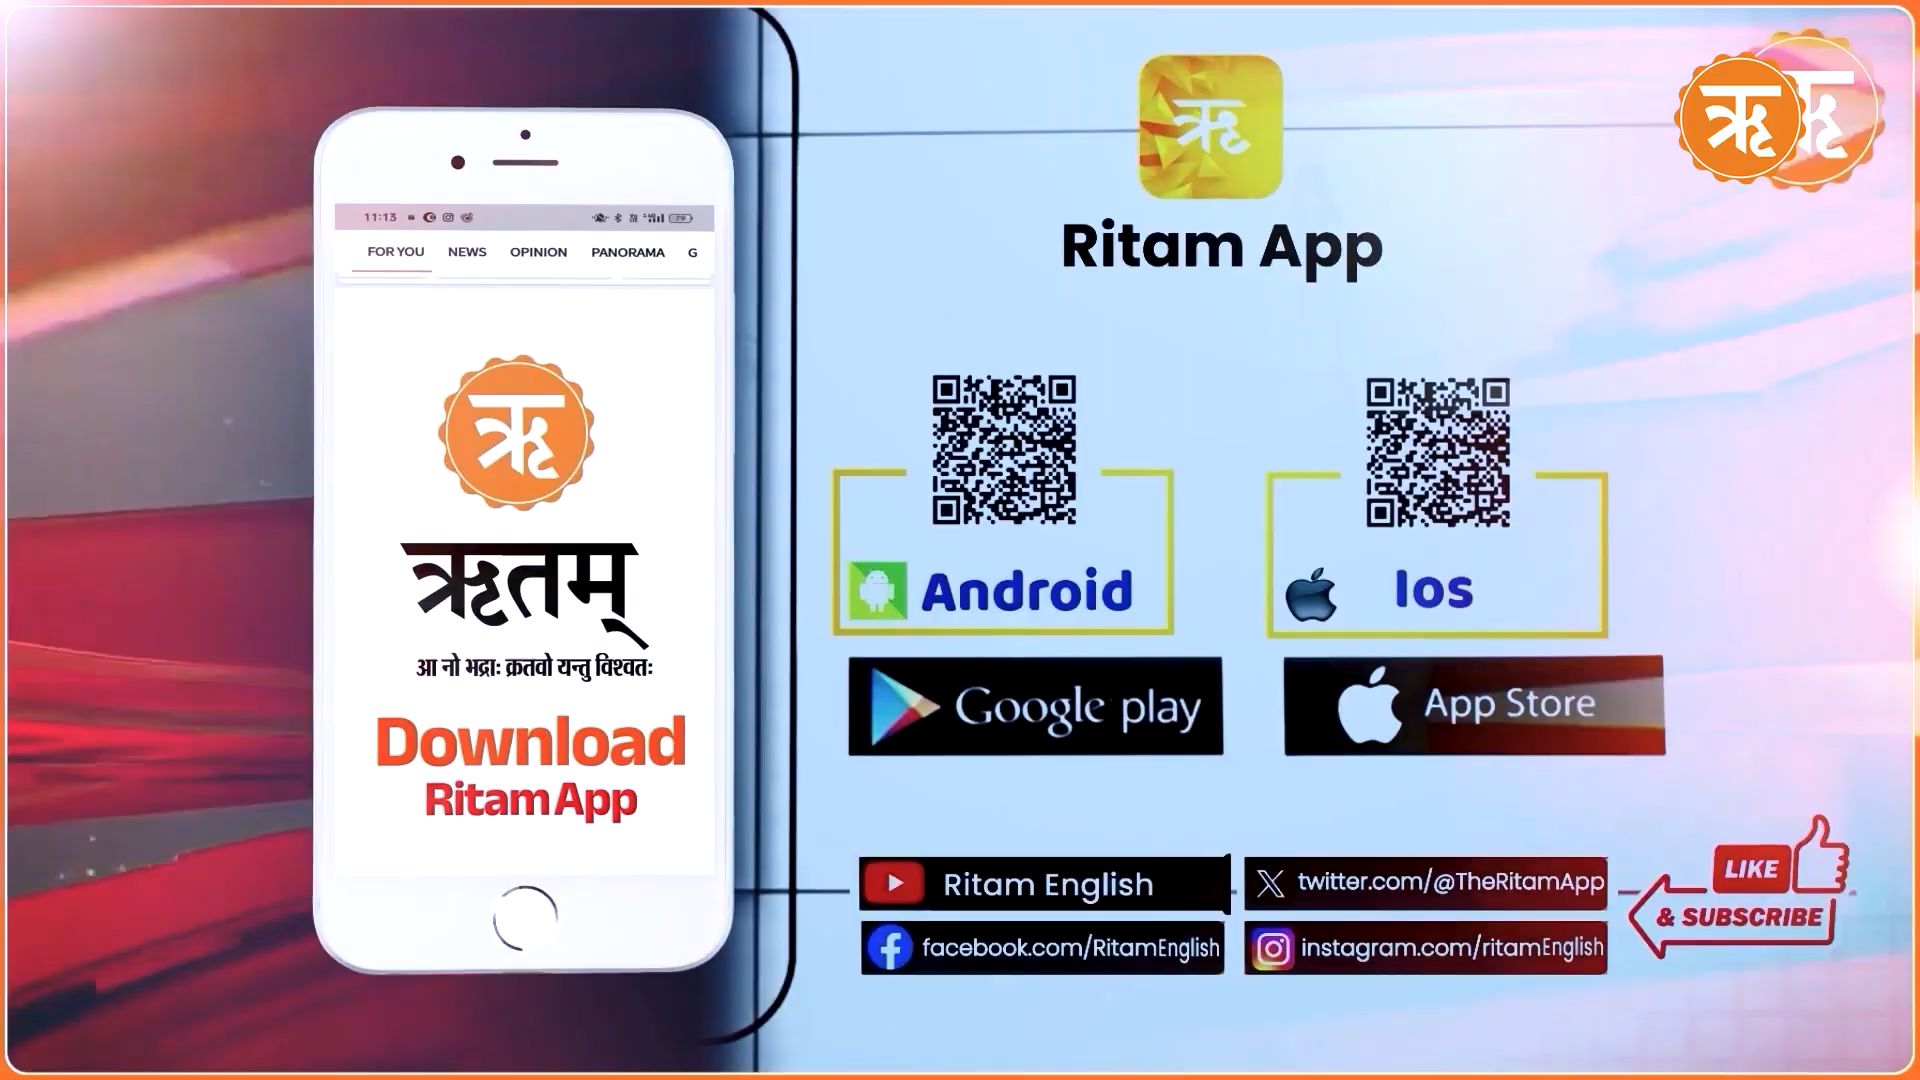 11:13
79
FOR YOU NEWS OPINION PANORAMA G
ऋ
ऋतम्
आ नो भद्राः क्रतवो यन्तु विश्वतः
Download
Ritam App
ऋ
Ritam App
ऋ ऋ
Android
Ios
Google play
App Store
Ritam English
twitter.com/@TheRitamApp
facebook.com/RitamEnglish
instagram.com/ritamEnglish
LIKE
& SUBSCRIBE